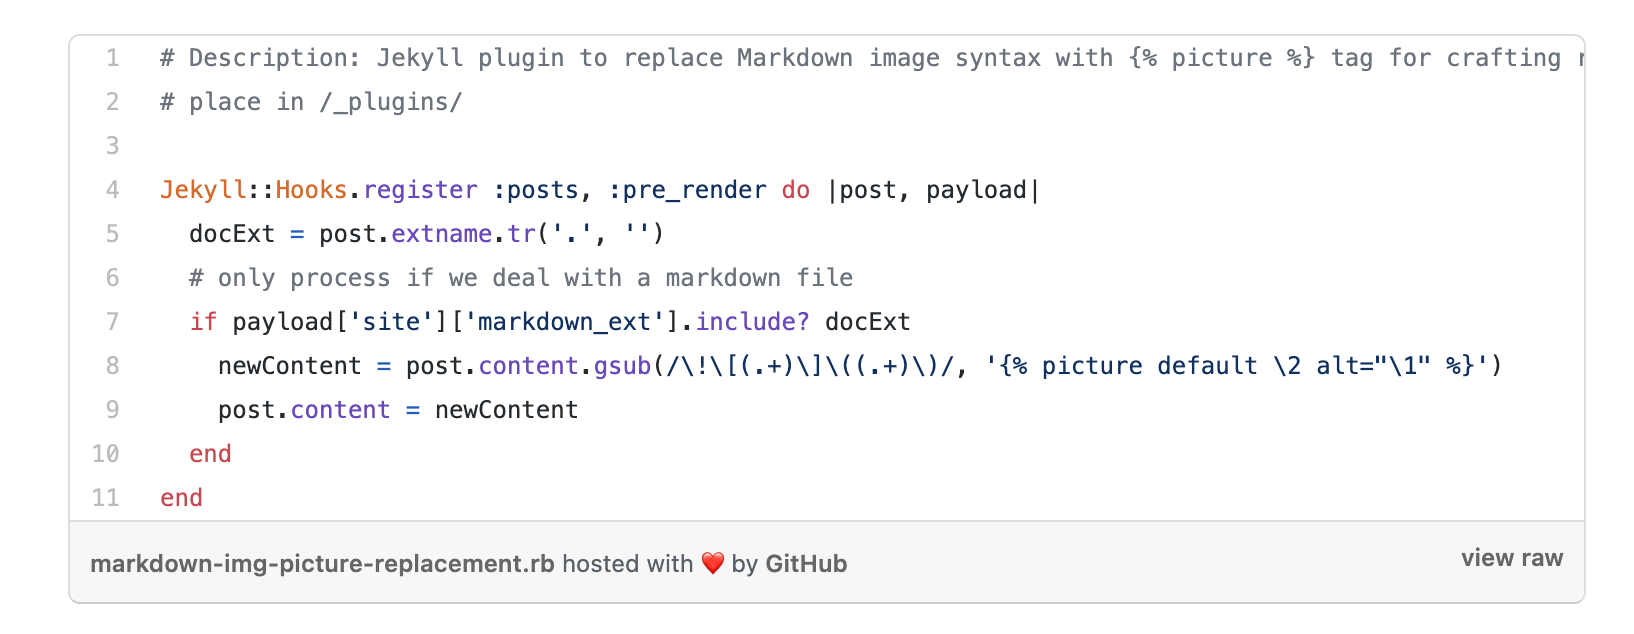 1 # Description: Jekyll plugin to replace Markdown image syntax with {% picture %} tag for crafting
2 # place in /_plugins/
3
4 Jekyll::Hooks.register :posts, :pre_render do |post, payload|
5 docExt = post.extname.tr('.', '')
6 # only process if we deal with a markdown file
7 if payload['site']['markdown_ext'].include? docExt
8 newContent = post.content.gsub(/\!\[(.+)\]\((.+)\)/, '{% picture default \2 alt="\1" %}')
9 post.content = newContent
10 end
11 end
markdown-img-picture-replacement.rb hosted with ❤ by GitHub
view raw